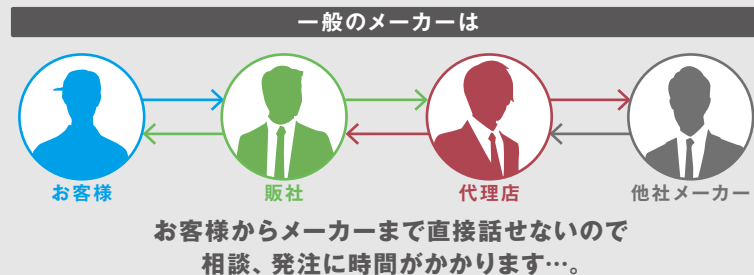 一般のメーカーは
お客様
販社
代理店
他社メーカー
お客様からメーカーまで直接話せないので
相談、発注に時間がかかります…。